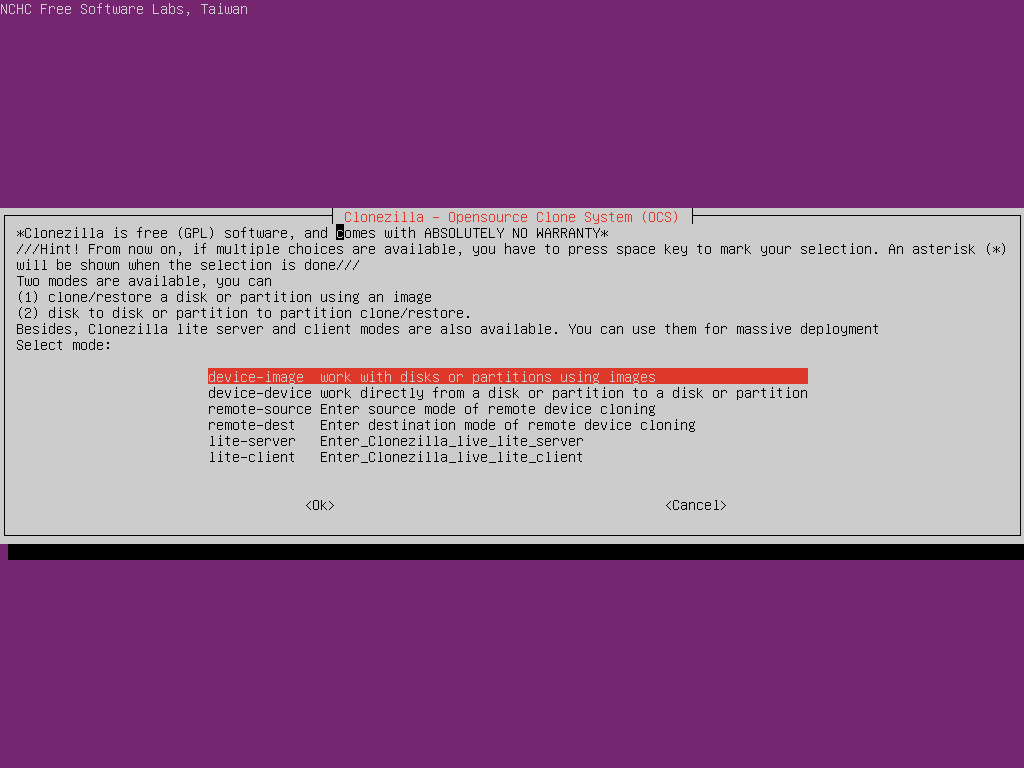 NCHC Free Software Labs, Taiwan
Clonezilla - Opensource Clone System (OCS)
*Clonezilla is free (GPL) software, and comes with ABSOLUTELY NO WARRANTY*
///Hint! From now on, if multiple choices are available, you have to press space key to mark your selection. An asterisk (*)
will be shown when the selection is done///
Two modes are available, you can
(1) clone/restore a disk or partition using an image
(2) disk to disk or partition to partition clone/restore.
Besides, Clonezilla lite server and client modes are also available. You can use them for massive deployment
Select mode:
device-image work with disks or partitions using images
device-device work directly from a disk or partition to a disk or partition
remote-source Enter source mode of remote device cloning
remote-dest Enter destination mode of remote device cloning
lite-server Enter_Clonezilla_live_lite_server
lite-client Enter_Clonezilla_live_lite_client
<Ok> <Cancel>